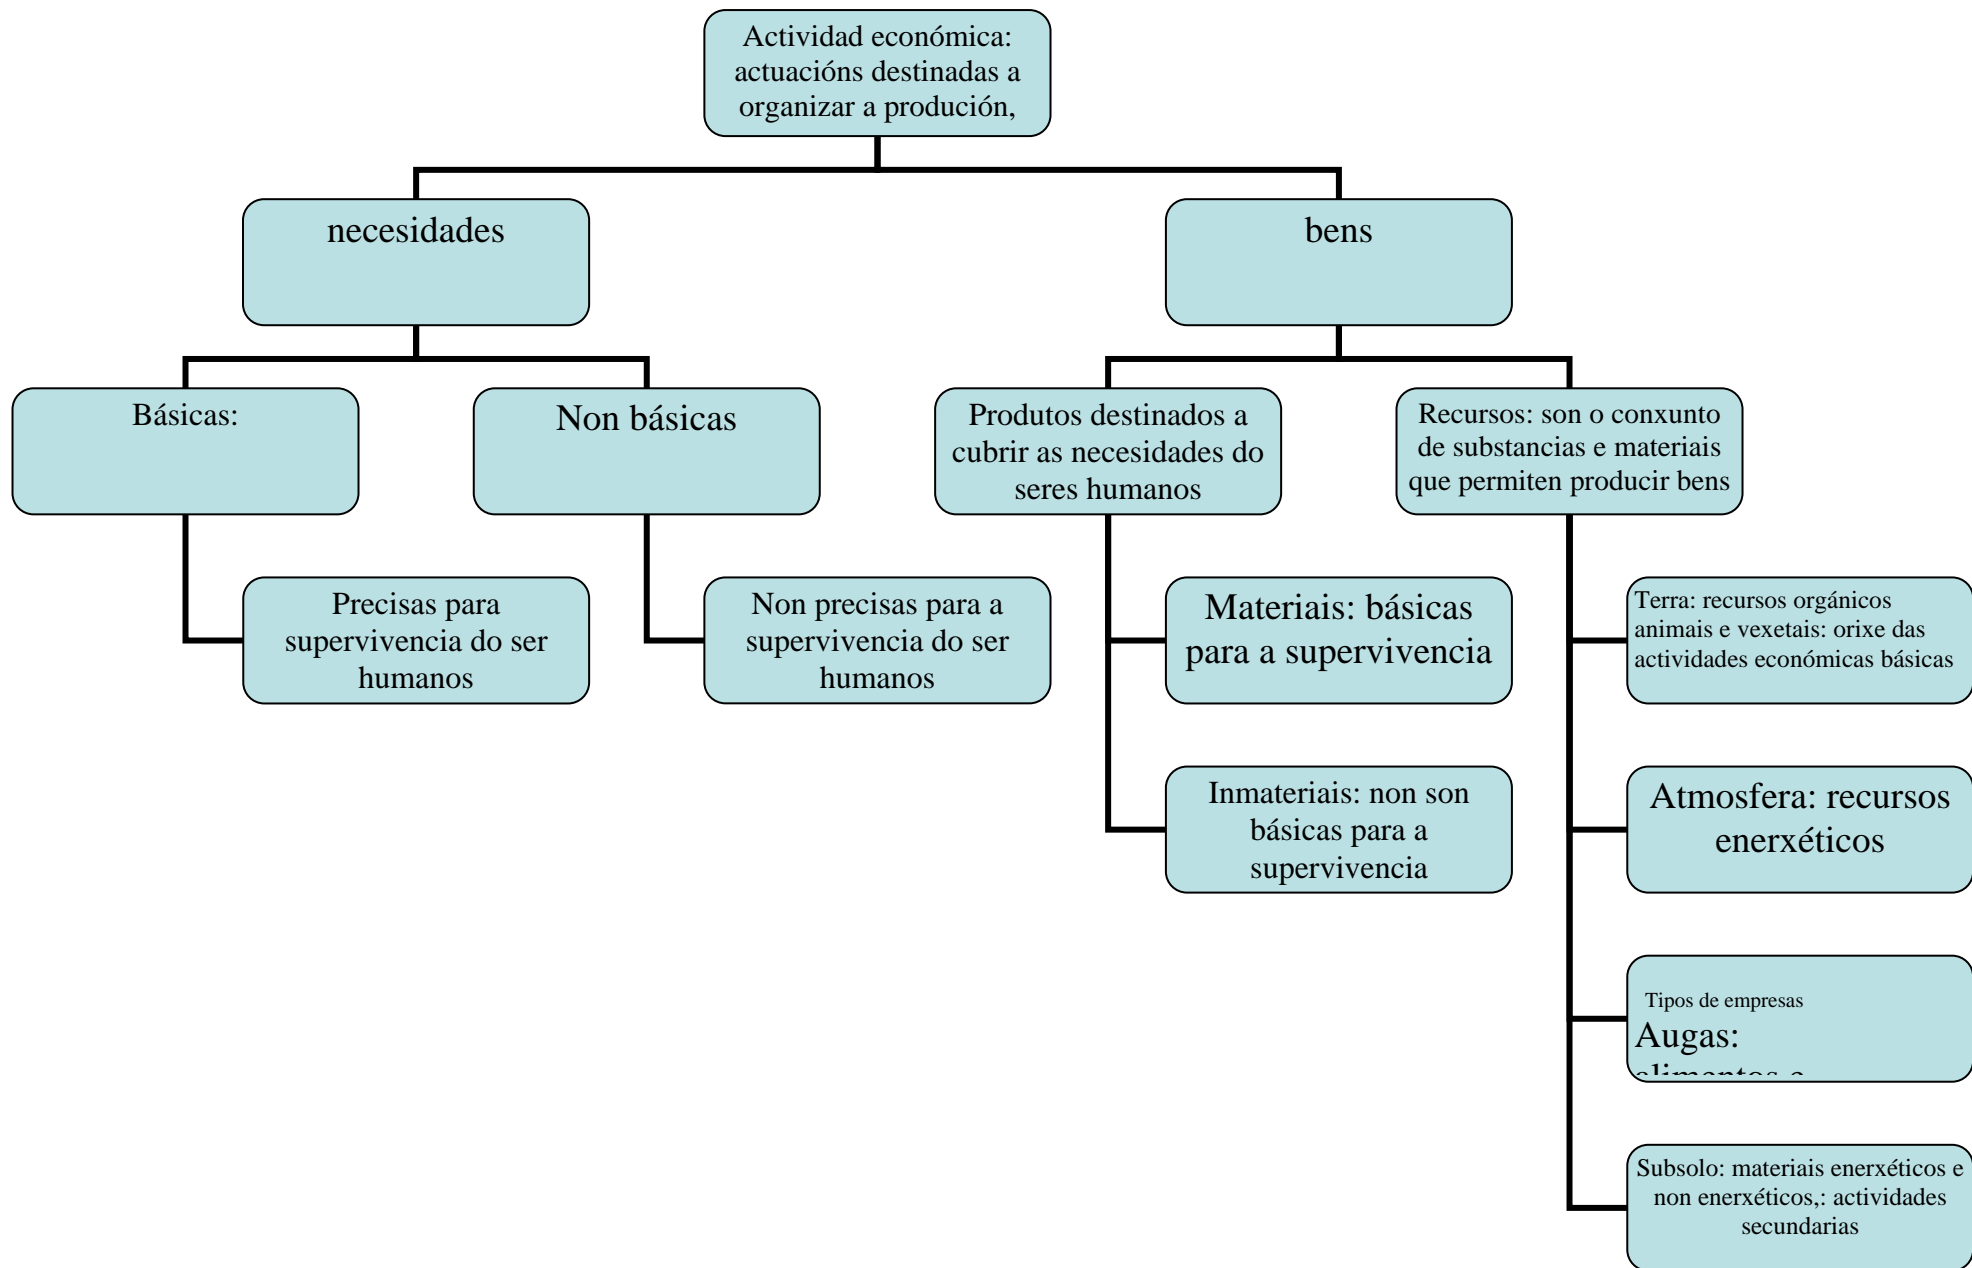 Actividad económica:
actuacións destinadas a
organizar a produción,
necesidades
bens
Básicas:
Non básicas
Produtos destinados a
cubrir as necesidades do
seres humanos
Recursos: son o conxunto
de substancias e materiais
que permiten producir bens
Precisas para
supervivencia do ser
humanos
Non precisas para a
supervivencia do ser
humanos
Materiais: básicas
para a supervivencia
Terra: recursos orgánicos
animais e vexetais: orixe das
actividades económicas básicas
Inmateriais: non son
básicas para a
supervivencia
Atmosfera: recursos
enerxéticos
Tipos de empresas
Augas:
alimentos e
Subsolo: materiais enerxéticos e
non enerxéticos,: actividades
secundarias